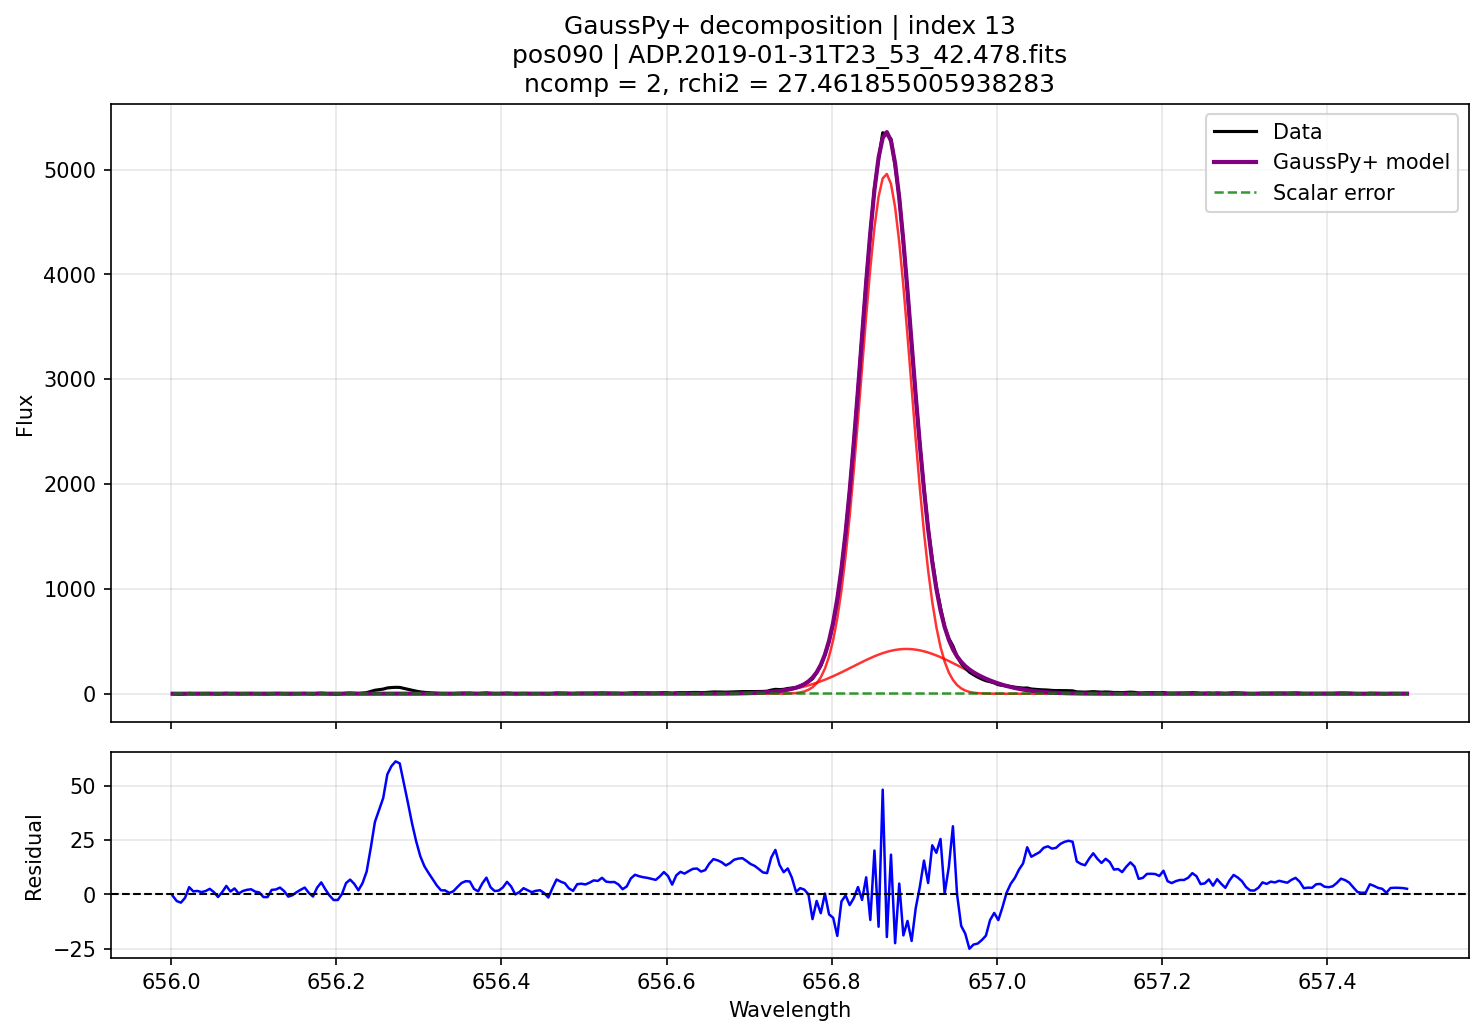 GaussPy+ decomposition | index 13
pos090 | ADP.2019-01-31T23_53_42.478.fits
ncomp = 2, rchi2 = 27.461855005938283
Data
GaussPy+ model
Scalar error
Flux
5000
4000
3000
2000
1000
0
Residual
50
25
0
−25
656.0 656.2 656.4 656.6 656.8 657.0 657.2 657.4
Wavelength